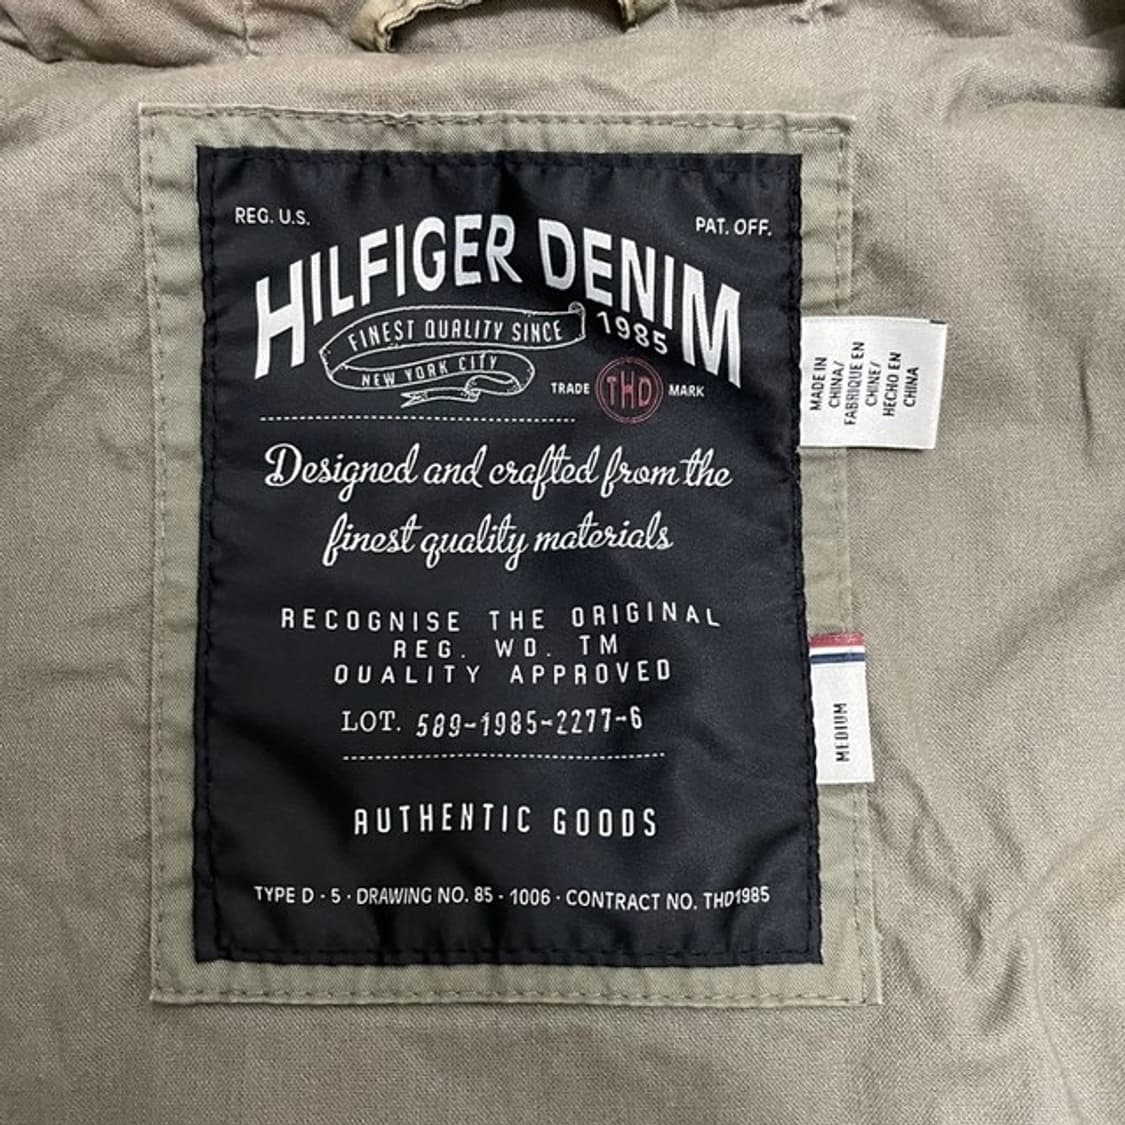 REG. U.S.
PAT. OFF.
HILFIGER DENIM
FINEST QUALITY SINCE
1985
NEW YORK CITY
TRADE THD MARK
Designed and crafted from the
finest quality materials
RECOGNISE THE ORIGINAL
REG. WD. TM
QUALITY APPROVED
LOT. 589-1985-2277-6
AUTHENTIC GOODS
TYPE D - 5 · DRAWING NO. 85 - 1006 · CONTRACT NO. THD1985
MADE IN
CHINA/
FABRIQUE EN
CHINE/
HECHO EN
CHINA
MEDIUM